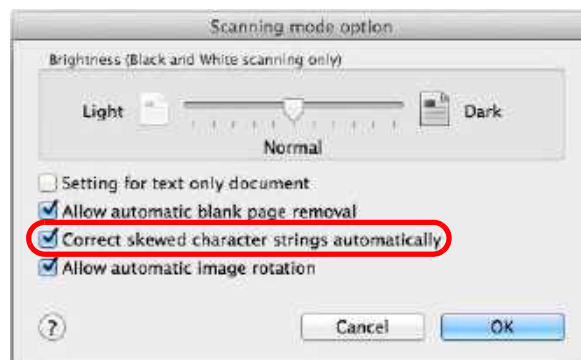 Scanning mode option
Brightness (Black and White scanning only)
Light Dark
Normal
Setting for text only document
Allow automatic blank page removal
Correct skewed character strings automatically
Allow automatic image rotation
? Cancel OK